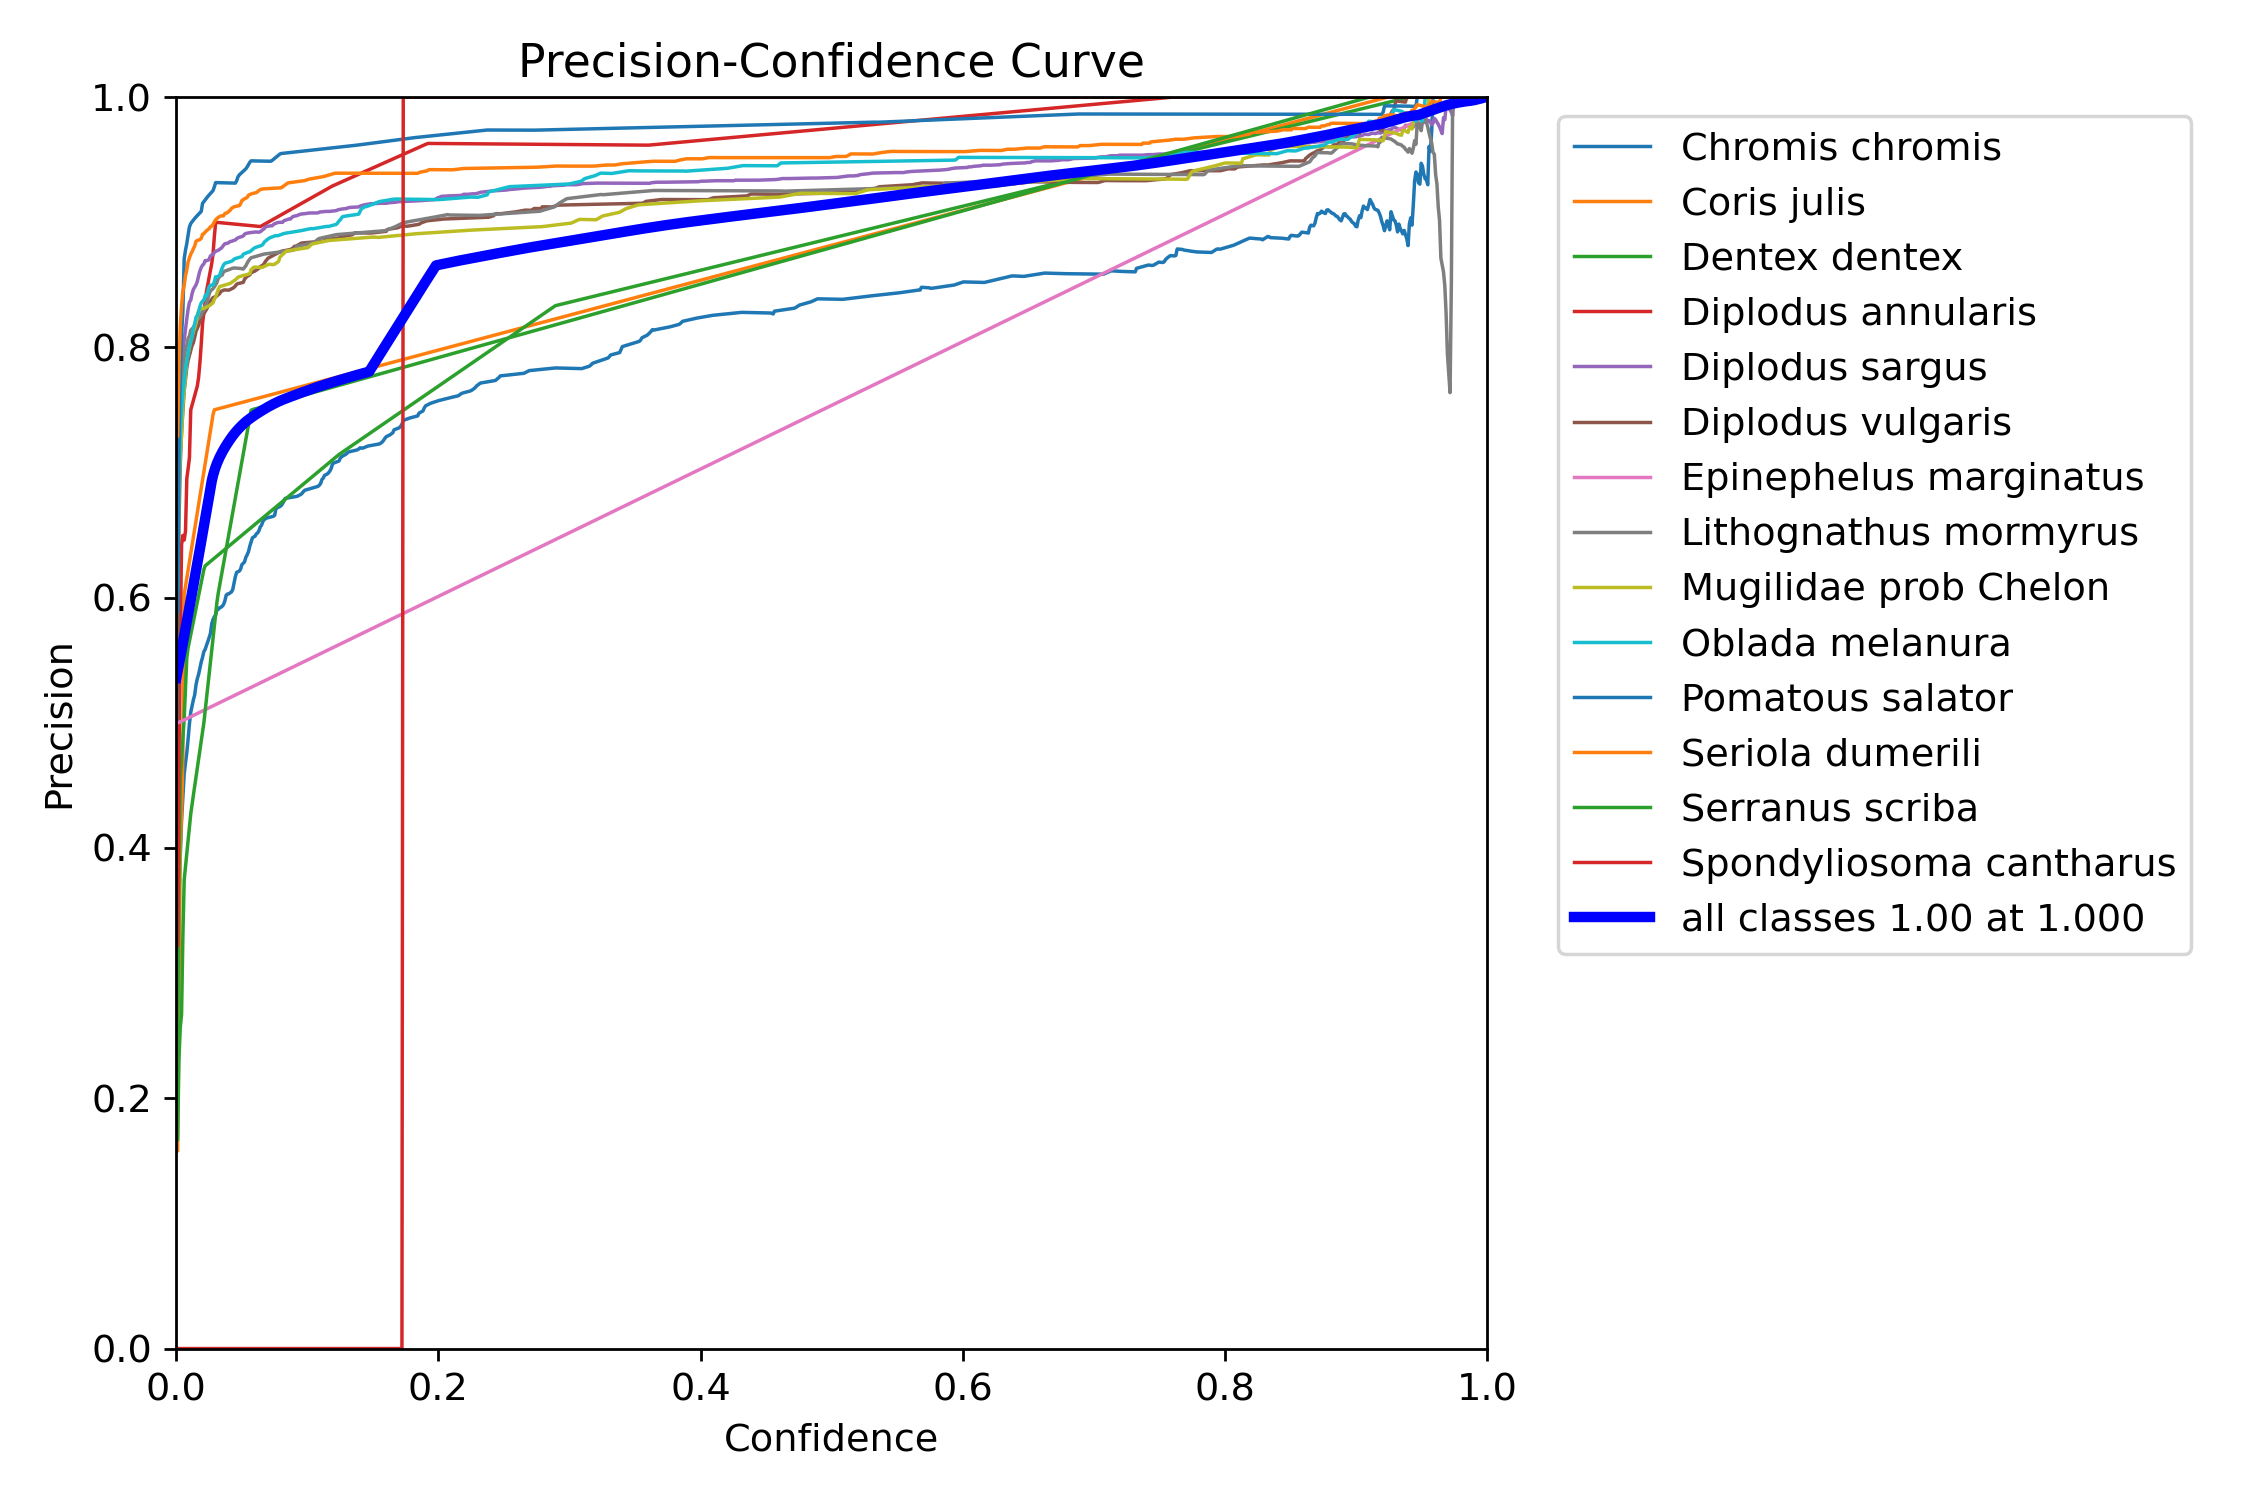 Precision-Confidence Curve
1.0
0.8
0.6
0.4
0.2
0.0
Precision
0.0 0.2 0.4 0.6 0.8 1.0
Confidence
Chromis chromis
Coris julis
Dentex dentex
Diplodus annularis
Diplodus sargus
Diplodus vulgaris
Epinephelus marginatus
Lithognathus mormyrus
Mugilidae prob Chelon
Oblada melanura
Pomatous salator
Seriola dumerili
Serranus scriba
Spondyliosoma cantharus
all classes 1.00 at 1.000